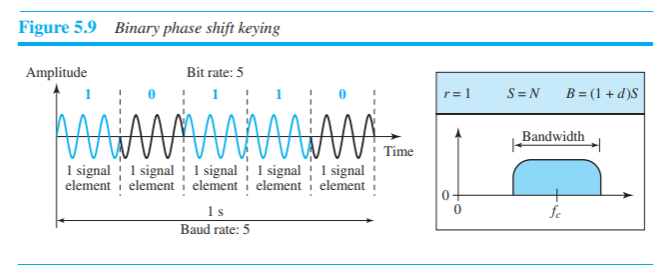 Figure 5.9 Binary phase shift keying
Amplitude
Bit rate: 5
1 0 1 1 0
Time
1 signal element
1 signal element
1 signal element
1 signal element
1 signal element
1 s
Baud rate: 5
r = 1 S = N B = (1 + d)S
Bandwidth
0
0
fc